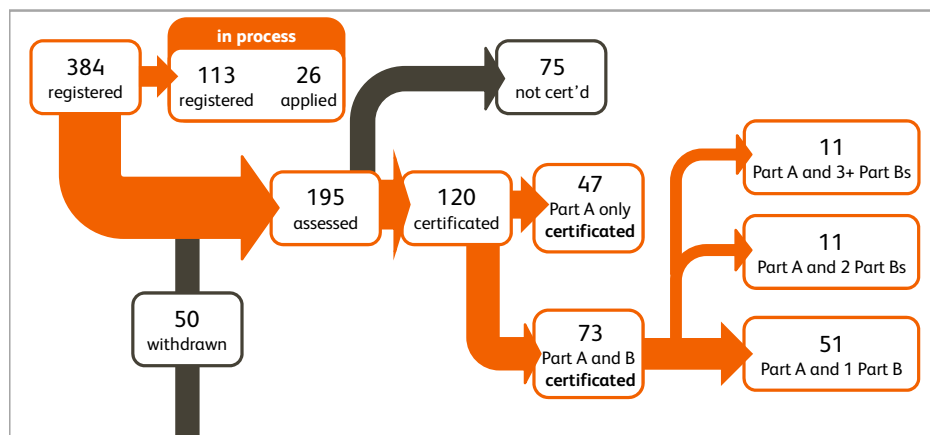 384
registered
in process
113
registered
26
applied
75
not cert'd
195
assessed
120
certificated
47
Part A only
certificated
11
Part A and 3+ Part Bs
11
Part A and 2 Part Bs
50
withdrawn
73
Part A and B
certificated
51
Part A and 1 Part B